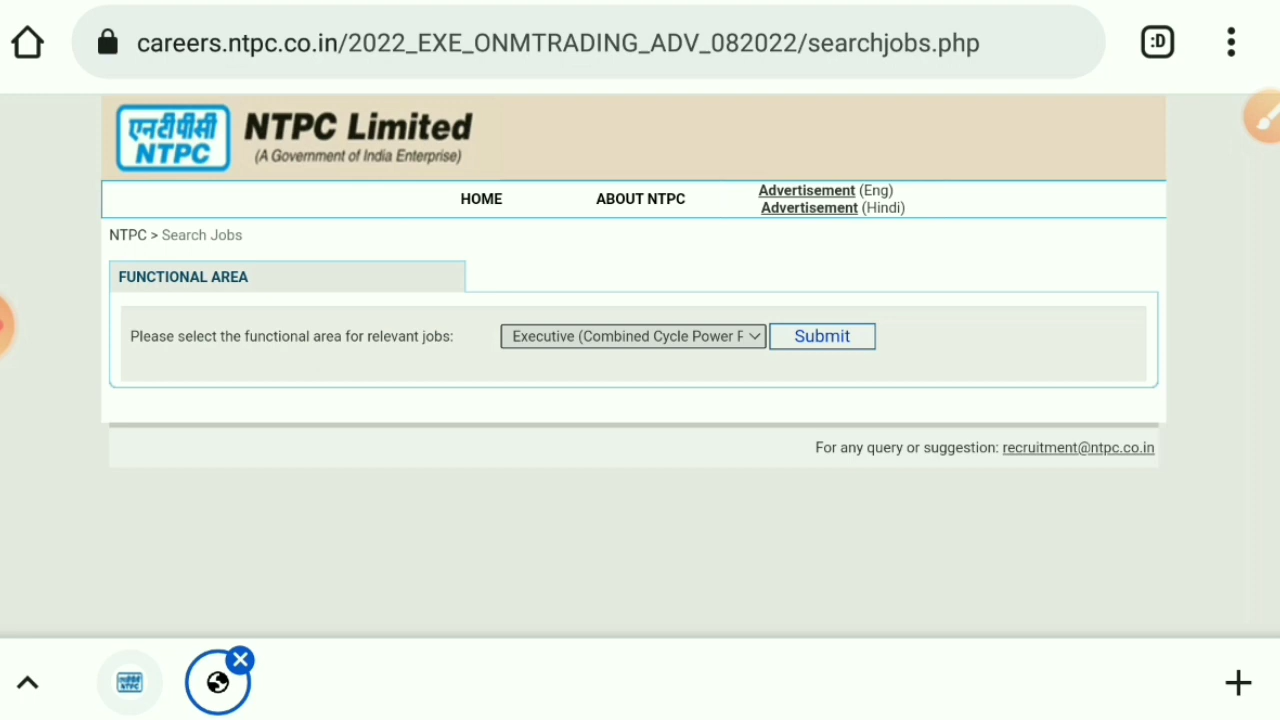 careers.ntpc.co.in/2022_EXE_ONMTRADING_ADV_082022/searchjobs.php
:D
एनटीपीसी
NTPC
NTPC Limited
(A Government of India Enterprise)
HOME
ABOUT NTPC
Advertisement (Eng)
Advertisement (Hindi)
NTPC > Search Jobs
FUNCTIONAL AREA
Please select the functional area for relevant jobs:
Executive (Combined Cycle Power P
Submit
For any query or suggestion: recruitment@ntpc.co.in
एनटीपीसी
NTPC